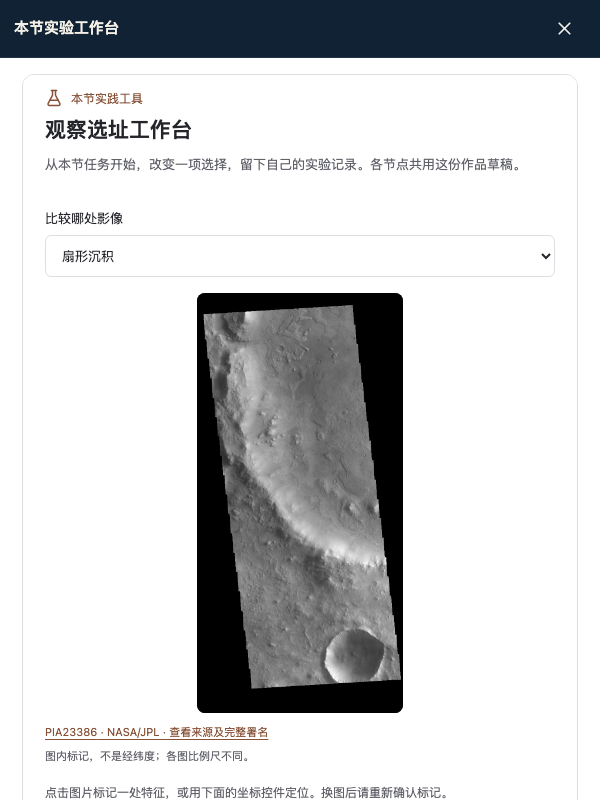 本节实验工作台
本节实践工具
观察选址工作台
从本节任务开始，改变一项选择，留下自己的实验记录。各节点共用这份作品草稿。
比较哪处影像
扇形沉积
PIA23386 · NASA/JPL · 查看来源及完整署名
图内标记，不是经纬度；各图比例尺不同。
点击图片标记一处特征，或用下面的坐标控件定位。换图后请重新确认标记。